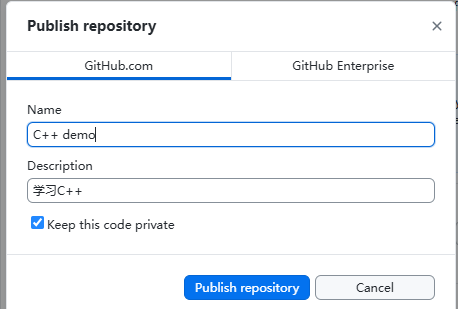 Publish repository
GitHub.com
GitHub Enterprise
Name
C++ demo
Description
学习C++
Keep this code private
Publish repository
Cancel